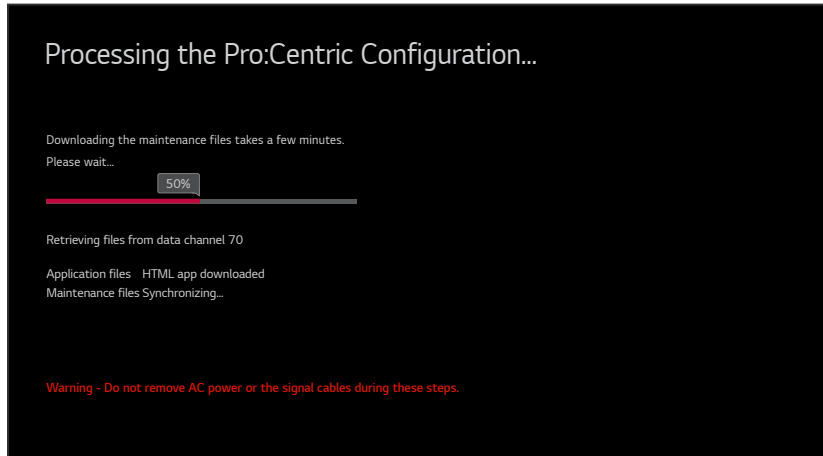 Processing the Pro:Centric Configuration...
Downloading the maintenance files takes a few minutes.
Please wait...
50%
Retrieving files from data channel 70
Application files HTML app downloaded
Maintenance files Synchronizing...
Warning - Do not remove AC power or the signal cables during these steps.